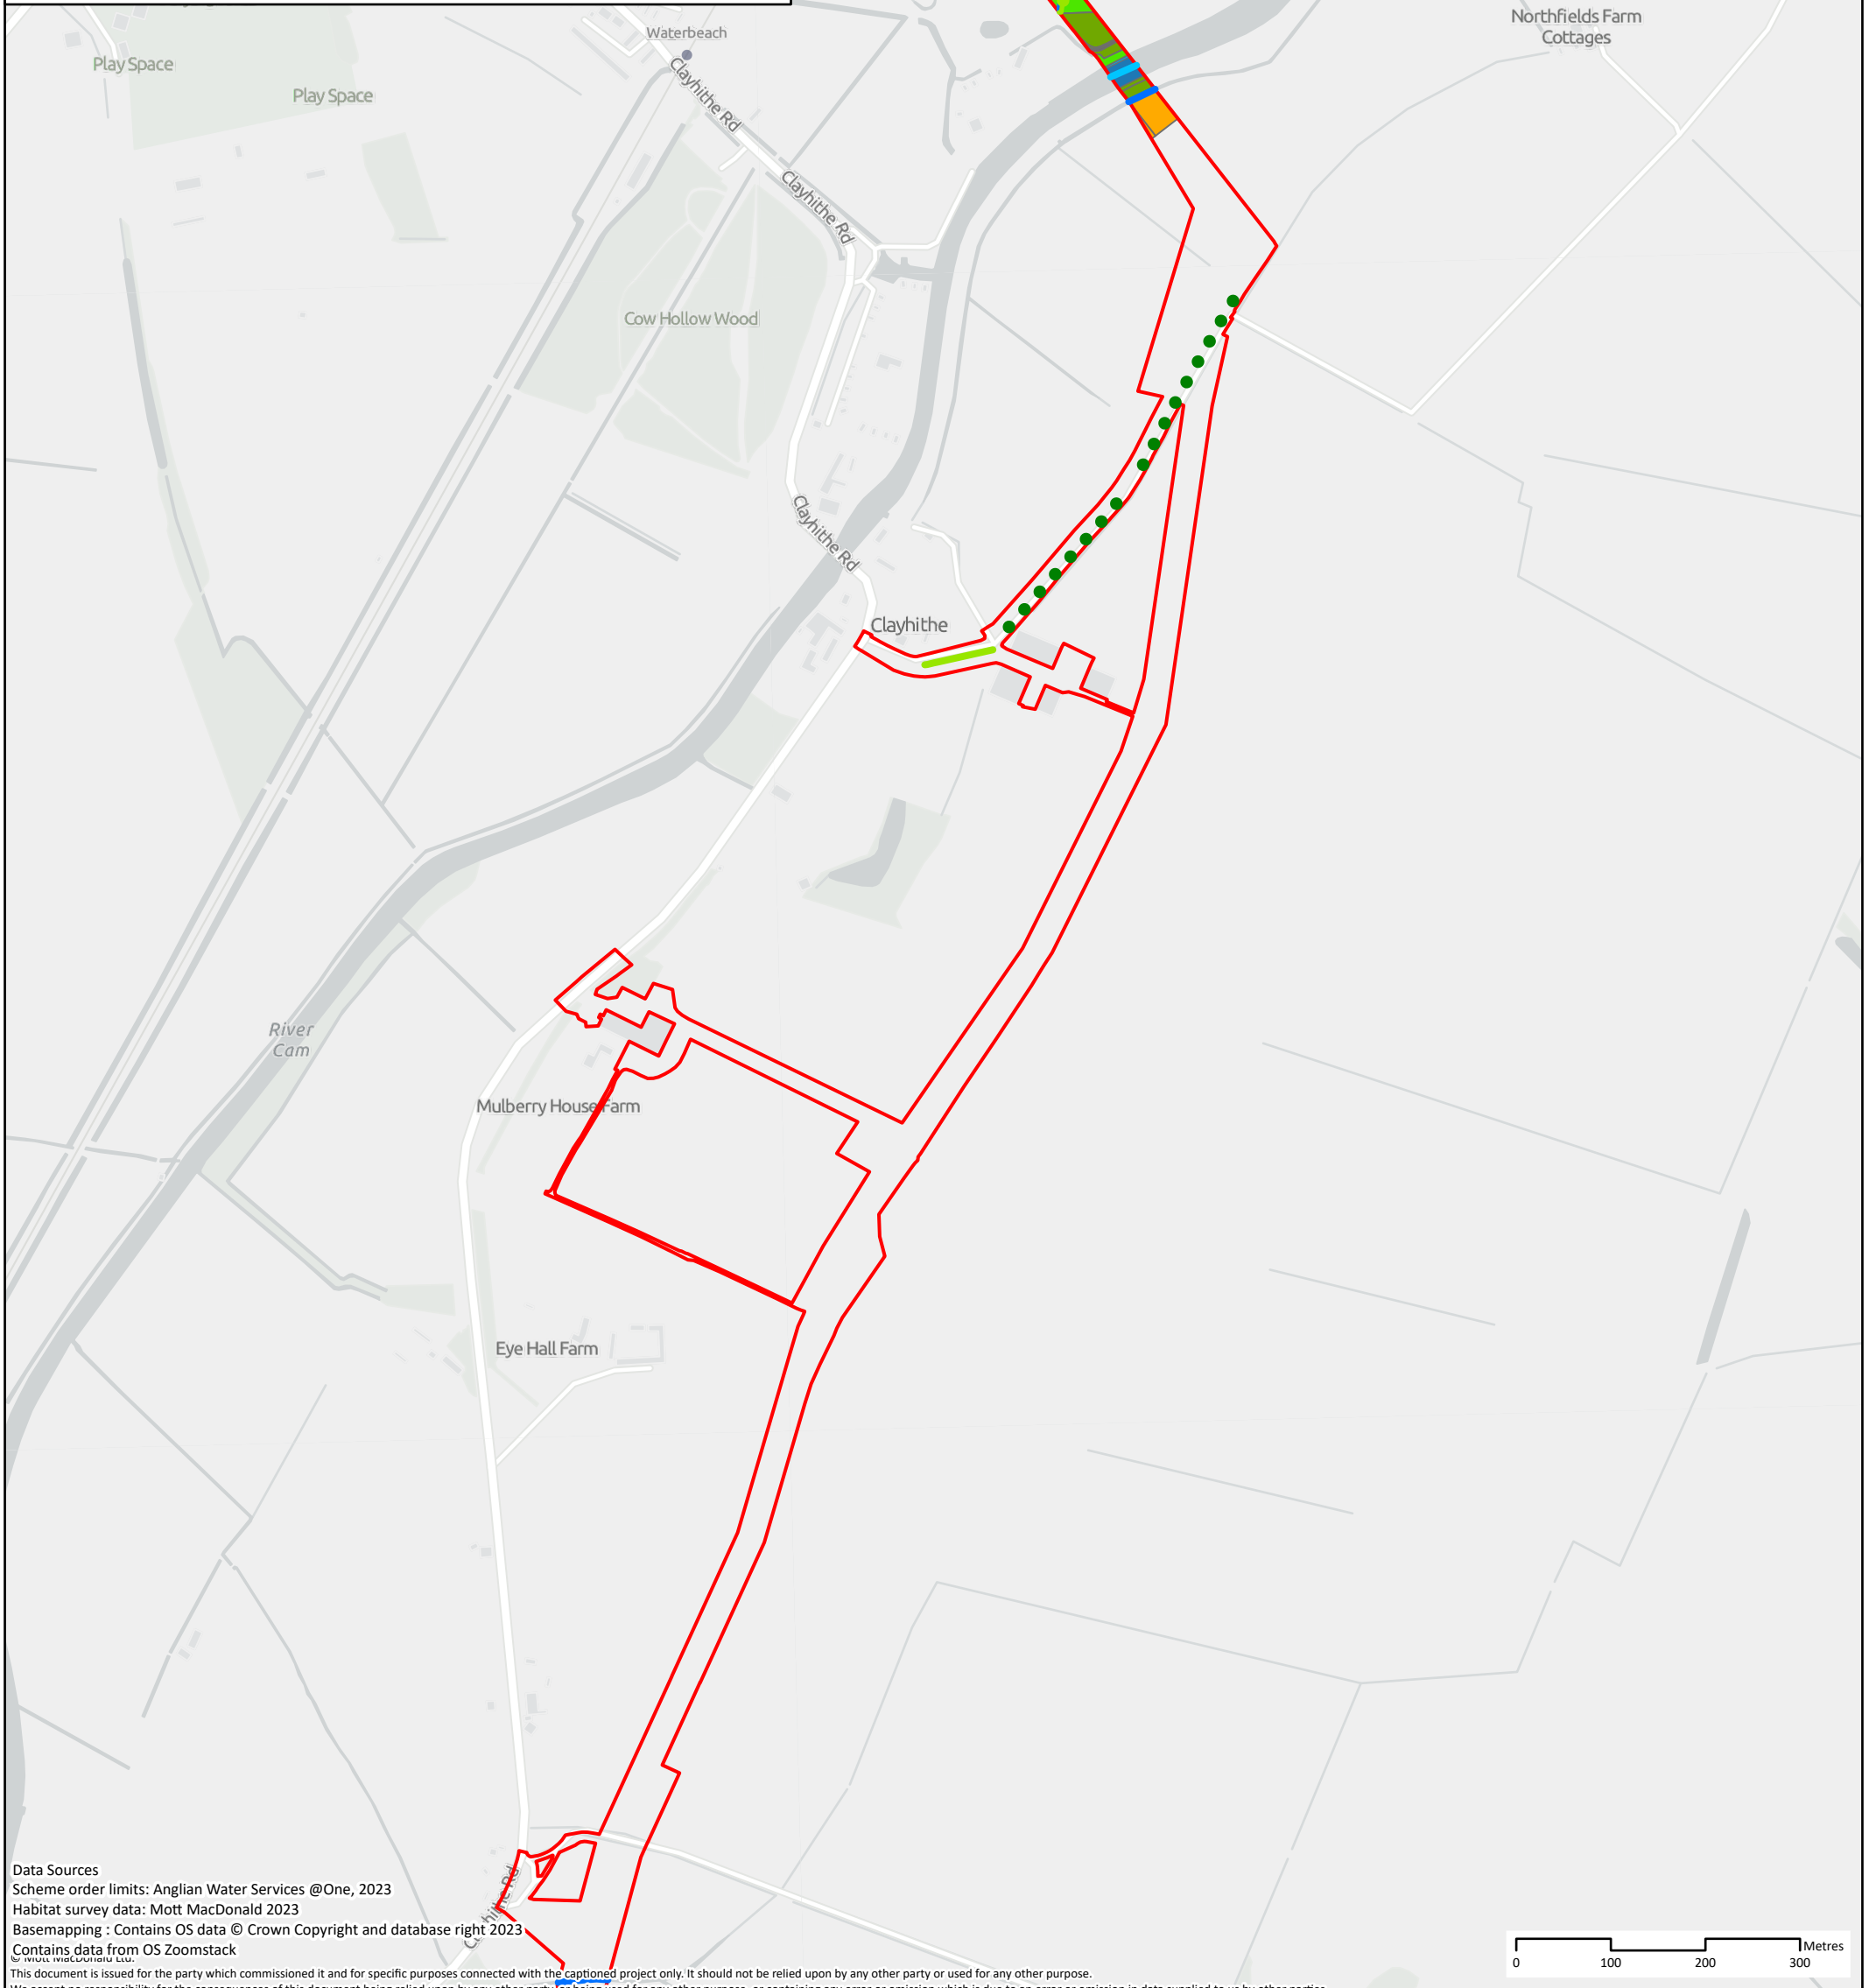 Waterbeach
Northfields Farm
Cottages
Play Space
Play Space
Clayhithe Rd
Clayhithe Rd
Cow Hollow Wood
Clayhithe Rd
Clayhithe
River
Cam
Mulberry House Farm
Eye Hall Farm
Rd
Data Sources
Scheme order limits: Anglian Water Services @One, 2023
Habitat survey data: Mott MacDonald 2023
Basemapping : Contains OS data © Crown Copyright and database right 2023
Contains data from OS Zoomstack
© Mott MacDonald Ltd.
This document is issued for the party which commissioned it and for specific purposes connected with the captioned project only. It should not be relied upon by any other party or used for any other purpose.
Metres
0 100 200 300